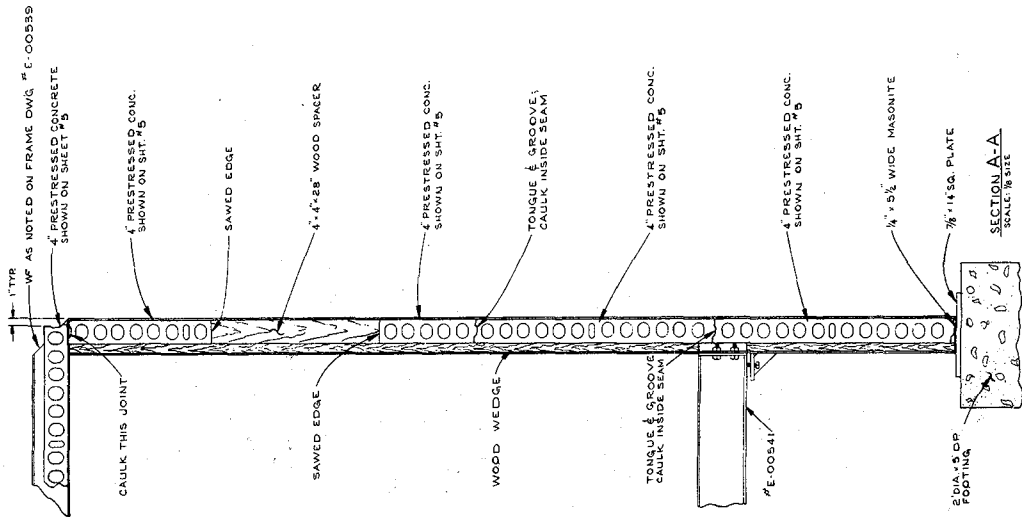 1" TYP.
WF AS NOTED ON FRAME DWG #E-00539
4" PRESTRESSED CONCRETE
SHOWN ON SHEET #5
4" PRESTRESSED CONC.
SHOWN ON SHT. #5
SAWED EDGE
4"x 4"x 28" WOOD SPACER
4" PRESTRESSED CONC.
SHOWN ON SHT. #5
TONGUE & GROOVE;
CAULK INSIDE SEAM
4" PRESTRESSED CONC.
SHOWN ON SHT. #5
4" PRESTRESSED CONC.
SHOWN ON SHT. #5
1/4" x 5 1/2" WIDE MASONITE
7/8" x 14" SQ. PLATE
SECTION A-A
SCALE: 1/8 SIZE
CAULK THIS JOINT
SAWED EDGE
WOOD WEDGE
TONGUE & GROOVE
CAULK INSIDE SEAM
#E-00541
2' DIA. x 5' DP.
FOOTING